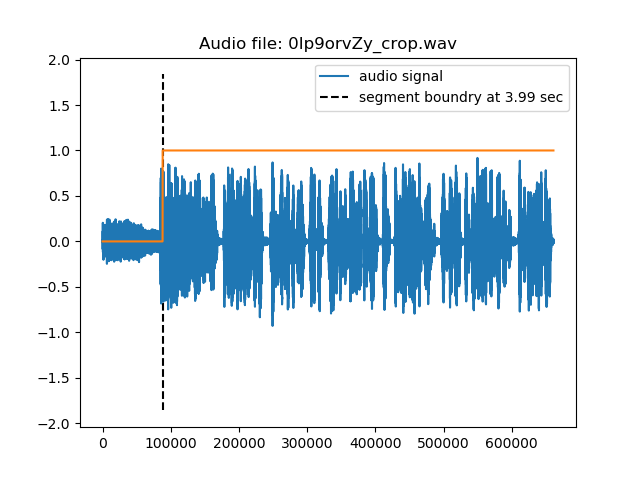 Audio file: 0Ip9orvZy_crop.wav
audio signal
segment boundry at 3.99 sec
2.0
1.5
1.0
0.5
0.0
−0.5
−1.0
−1.5
−2.0
0 100000 200000 300000 400000 500000 600000